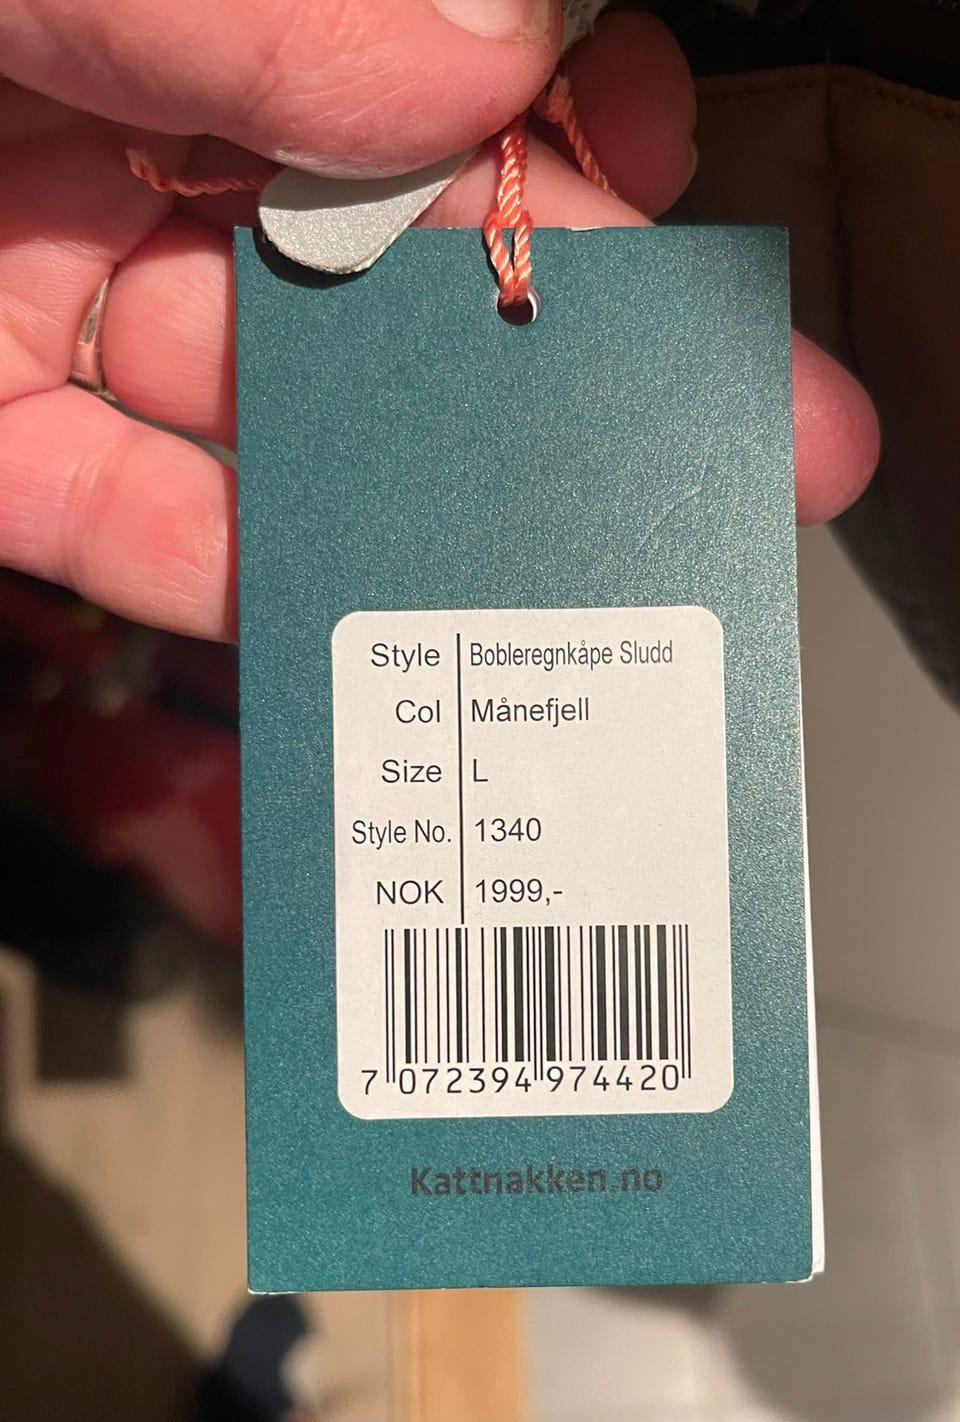 Style Bobleregnkåpe Sludd
Col Månefjell
Size L
Style No. 1340
NOK 1999,-
7 072394 974420
Kattnakken.no